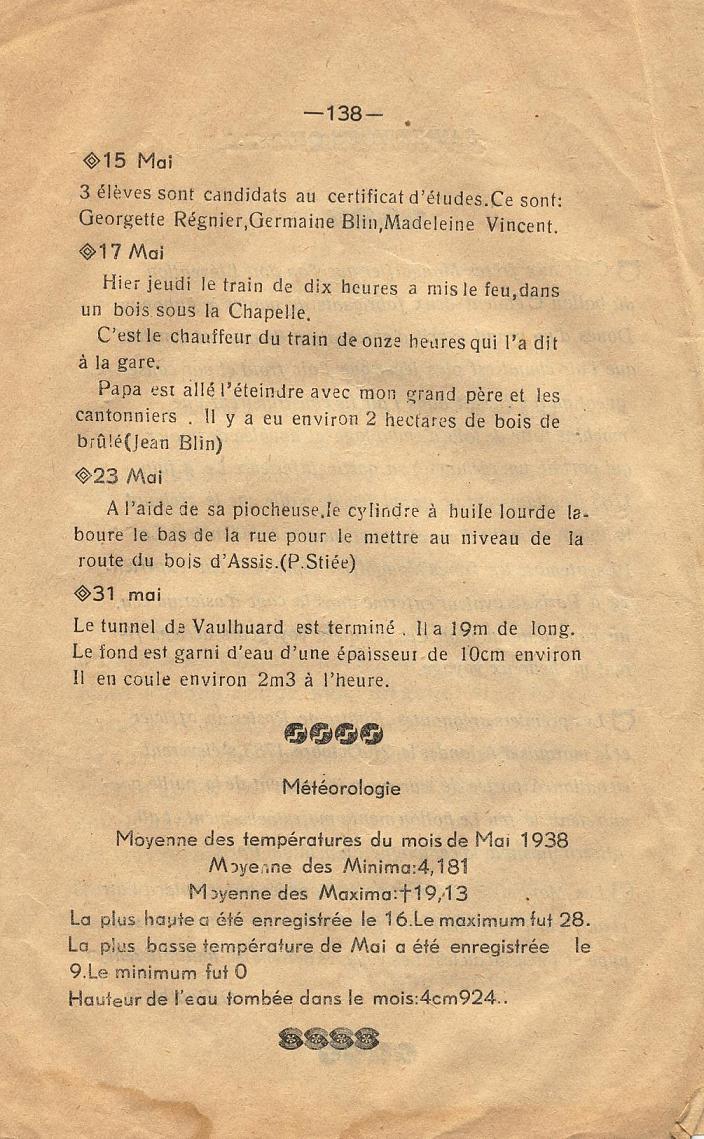 —138—
15 Mai
3 élèves sont candidats au certificat d'études.Ce sont:
Georgette Régnier,Germaine Blin,Madeleine Vincent.
17 Mai
Hier jeudi le train de dix heures a mis le feu,dans
un bois sous la Chapelle.
C'est le chauffeur du train de onze heures qui l'a dit
à la gare.
Papa est allé l'éteindre avec mon grand père et les
cantonniers . Il y a eu environ 2 hectares de bois de
brûlé(Jean Blin)
23 Mai
A l'aide de sa piocheuse,le cylindre à huile lourde la-
boure le bas de la rue pour le mettre au niveau de la
route du bois d'Assis.(P.Stiée)
31 mai
Le tunnel de Vaulhuard est terminé . Il a 19m de long.
Le fond est garni d'eau d'une épaisseur de 10cm environ
Il en coule environ 2m3 à l'heure.
Météorologie
Moyenne des températures du mois de Mai 1938
Moyenne des Minima:4,181
Moyenne des Maxima:†19,13
La plus haute a été enregistrée le 16.Le maximum fut 28.
La plus basse température de Mai a été enregistrée le
9.Le minimum fut 0
Hauteur de l'eau tombée dans le mois:4cm924..